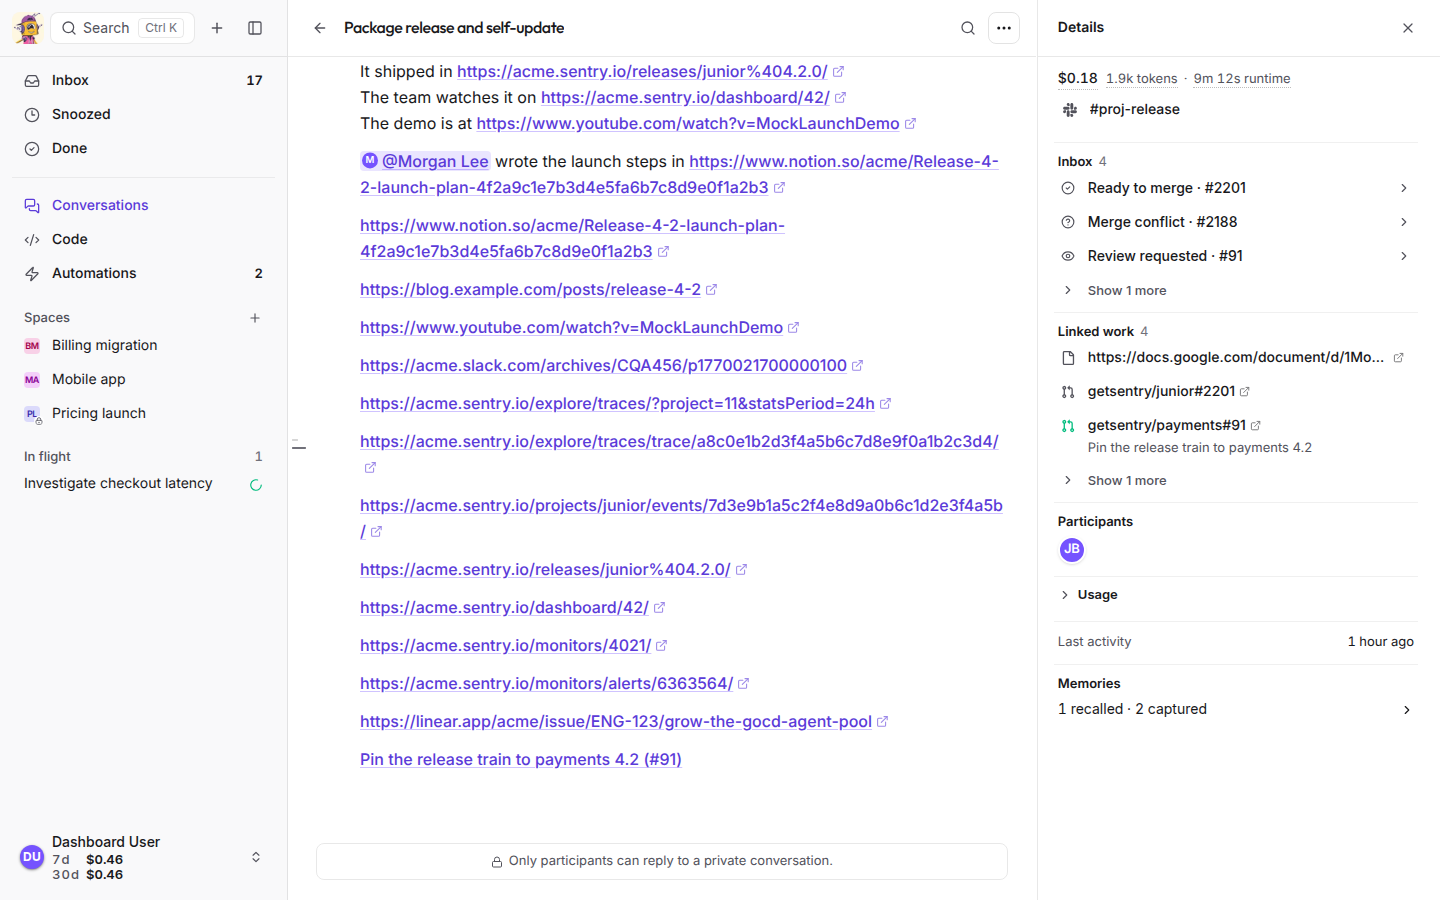 Search Ctrl K
Inbox 17
Snoozed
Done
Conversations
Code
Automations 2
Spaces
BM Billing migration
MA Mobile app
PL Pricing launch
In flight 1
Investigate checkout latency
DU Dashboard User
7d $0.46
30d $0.46
Package release and self-update
It shipped in https://acme.sentry.io/releases/junior%404.2.0/
The team watches it on https://acme.sentry.io/dashboard/42/
The demo is at https://www.youtube.com/watch?v=MockLaunchDemo
M @Morgan Lee wrote the launch steps in https://www.notion.so/acme/Release-4-
2-launch-plan-4f2a9c1e7b3d4e5fa6b7c8d9e0f1a2b3
https://www.notion.so/acme/Release-4-2-launch-plan-
4f2a9c1e7b3d4e5fa6b7c8d9e0f1a2b3
https://blog.example.com/posts/release-4-2
https://www.youtube.com/watch?v=MockLaunchDemo
https://acme.slack.com/archives/CQA456/p1770021700000100
https://acme.sentry.io/explore/traces/?project=11&statsPeriod=24h
https://acme.sentry.io/explore/traces/trace/a8c0e1b2d3f4a5b6c7d8e9f0a1b2c3d4/
https://acme.sentry.io/projects/junior/events/7d3e9b1a5c2f4e8d9a0b6c1d2e3f4a5b
/
https://acme.sentry.io/releases/junior%404.2.0/
https://acme.sentry.io/dashboard/42/
https://acme.sentry.io/monitors/4021/
https://acme.sentry.io/monitors/alerts/6363564/
https://linear.app/acme/issue/ENG-123/grow-the-gocd-agent-pool
Pin the release train to payments 4.2 (#91)
Only participants can reply to a private conversation.
Details
$0.18 1.9k tokens · 9m 12s runtime
#proj-release
Inbox 4
Ready to merge · #2201
Merge conflict · #2188
Review requested · #91
Show 1 more
Linked work 4
https://docs.google.com/document/d/1Mo...
getsentry/junior#2201
getsentry/payments#91
Pin the release train to payments 4.2
Show 1 more
Participants
JB
Usage
Last activity 1 hour ago
Memories
1 recalled · 2 captured